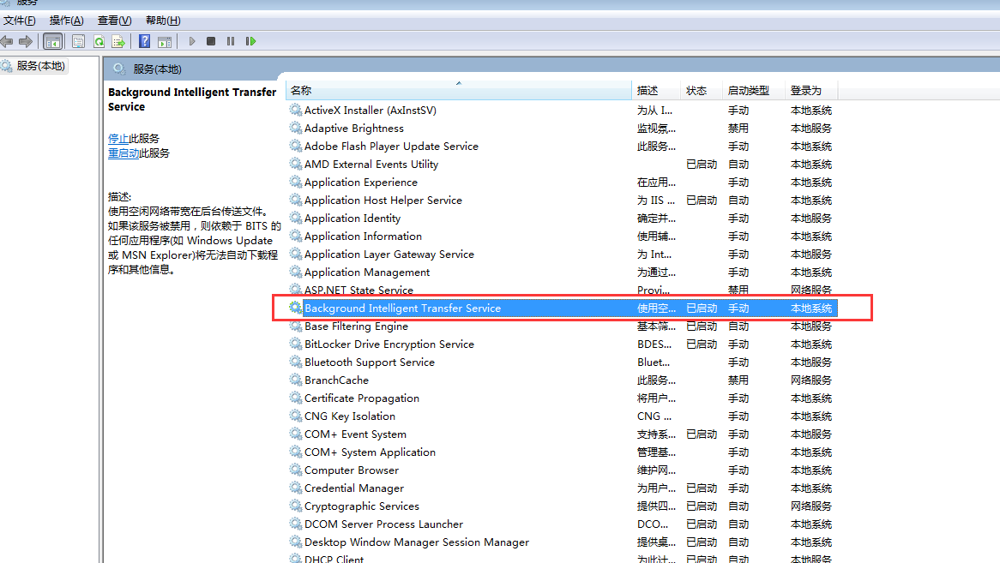 服务
文件(F) 操作(A) 查看(V) 帮助(H)
服务(本地)
服务(本地)
Background Intelligent Transfer
Service
停止此服务
重启动此服务
描述:
使用空闲网络带宽在后台传送文件。
如果该服务被禁用，则依赖于 BITS 的
任何应用程序(如 Windows Update
或 MSN Explorer)将无法自动下载程
序和其他信息。
名称 描述 状态 启动类型 登录为
ActiveX Installer (AxInstSV) 为从 I... 手动 本地系统
Adaptive Brightness 监视氛... 禁用 本地服务
Adobe Flash Player Update Service 此服务... 手动 本地系统
AMD External Events Utility 已启动 自动 本地系统
Application Experience 在应用... 手动 本地系统
Application Host Helper Service 为 IIS ... 已启动 自动 本地系统
Application Identity 确定并... 手动 本地服务
Application Information 使用辅... 手动 本地系统
Application Layer Gateway Service 为 Int... 手动 本地服务
Application Management 为通过... 手动 本地系统
ASP.NET State Service Provi... 禁用 网络服务
Background Intelligent Transfer Service 使用空... 已启动 手动 本地系统
Base Filtering Engine 基本筛... 已启动 自动 本地服务
BitLocker Drive Encryption Service BDES... 已启动 手动 本地系统
Bluetooth Support Service Bluet... 手动 本地服务
BranchCache 此服务... 禁用 网络服务
Certificate Propagation 将用户... 手动 本地系统
CNG Key Isolation CNG ... 手动 本地系统
COM+ Event System 支持系... 已启动 手动 本地服务
COM+ System Application 管理基... 手动 本地系统
Computer Browser 维护网... 手动 本地系统
Credential Manager 为用户... 已启动 手动 本地系统
Cryptographic Services 提供四... 已启动 自动 网络服务
DCOM Server Process Launcher DCO... 已启动 自动 本地系统
Desktop Window Manager Session Manager 提供桌... 已启动 自动 本地系统
DHCP Client 为此计... 已启动 自动 本地服务